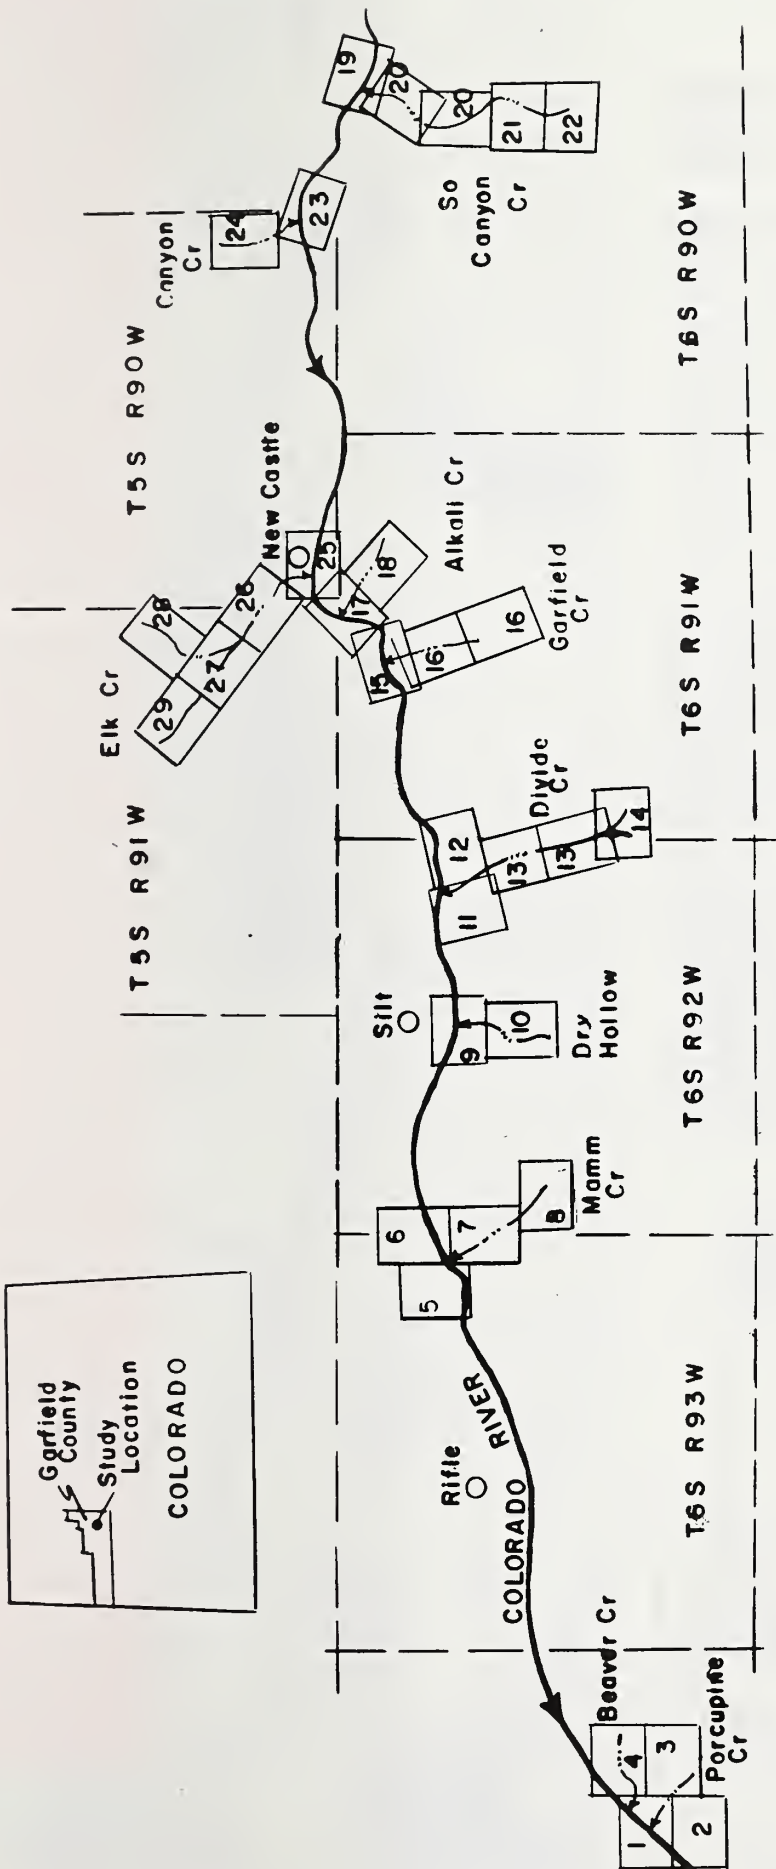 Garfield
County
Study
Location
COLORADO
T5S R91W
T5S R90W
Elk Cr
29
28
27
26
New Castle
25
Canyon
Cr
24
23
19
20
20
21
22
So
Canyon
Cr
T6S R90W
17
18
Alkali Cr
15
16
16
Garfield
Cr
T6S R91W
12
11
13
13
14
Divide
Cr
Silt
9
10
Dry
Hollow
T6S R92W
6
7
5
8
Mamm
Cr
Rifle
COLORADO RIVER
T6S R93W
Beaver Cr
4
3
1
2
Porcupine
Cr